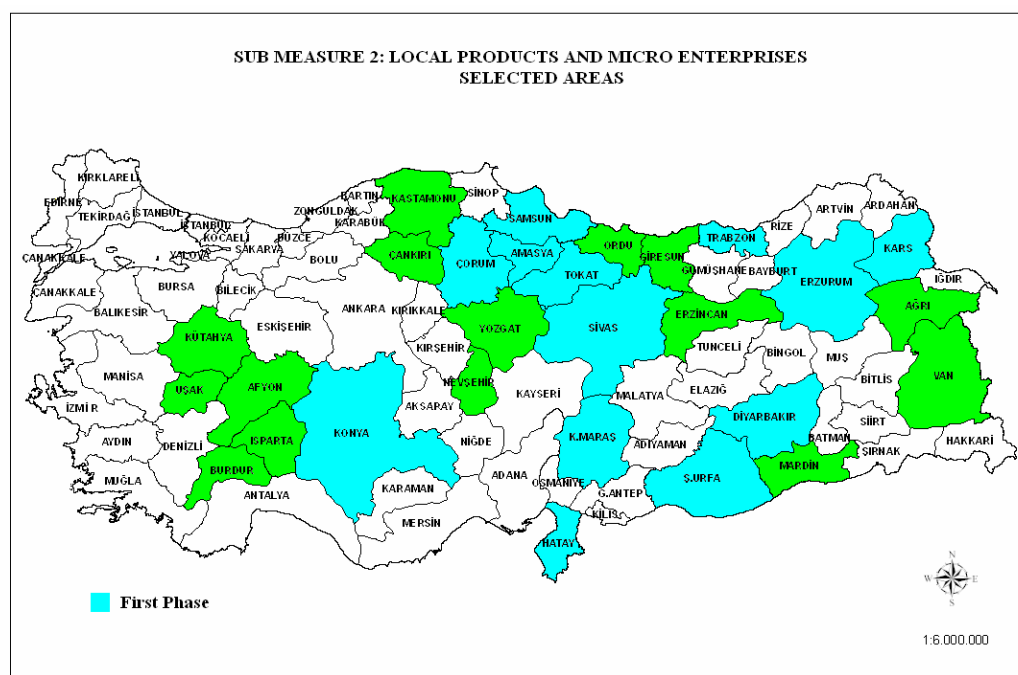 SUB MEASURE 2: LOCAL PRODUCTS AND MICRO ENTERPRISES
SELECTED AREAS
KIRKLARELİ
EDİRNE
TEKİRDAĞ
İSTANBUL
İSTANBUL
KOCAELİ
YALOVA
SAKARYA
DÜZCE
ZONGULDAK
BARTIN
KARABÜK
KASTAMONU
SİNOP
SAMSUN
ORDU
GİRESUN
TRABZON
RİZE
ARTVİN
ARDAHAN
KARS
IĞDIR
ÇANAKKALE
ÇANAKKALE
BURSA
BİLECİK
BOLU
ÇANKIRI
ÇORUM
AMASYA
TOKAT
GÜMÜŞHANE
BAYBURT
ERZURUM
AĞRI
BALIKESİR
ESKİŞEHİR
ANKARA
KIRIKKALE
YOZGAT
SİVAS
ERZİNCAN
KÜTAHYA
KIRŞEHİR
TUNCELİ
BİNGOL
MUŞ
BİTLİS
VAN
MANİSA
UŞAK
AFYON
NEVŞEHİR
AKSARAY
KAYSERİ
MALATYA
ELAZIĞ
DİYARBAKIR
SİİRT
İZMİR
AYDIN
DENİZLİ
ISPARTA
KONYA
NİĞDE
K.MARAŞ
ADIYAMAN
BATMAN
ŞIRNAK
HAKKARİ
MUĞLA
BURDUR
ANTALYA
KARAMAN
MERSİN
ADANA
OSMANIYE
G.ANTEP
KİLİS
Ş.URFA
MARDİN
HATAY
First Phase
N
W
E
S
1:6.000.000